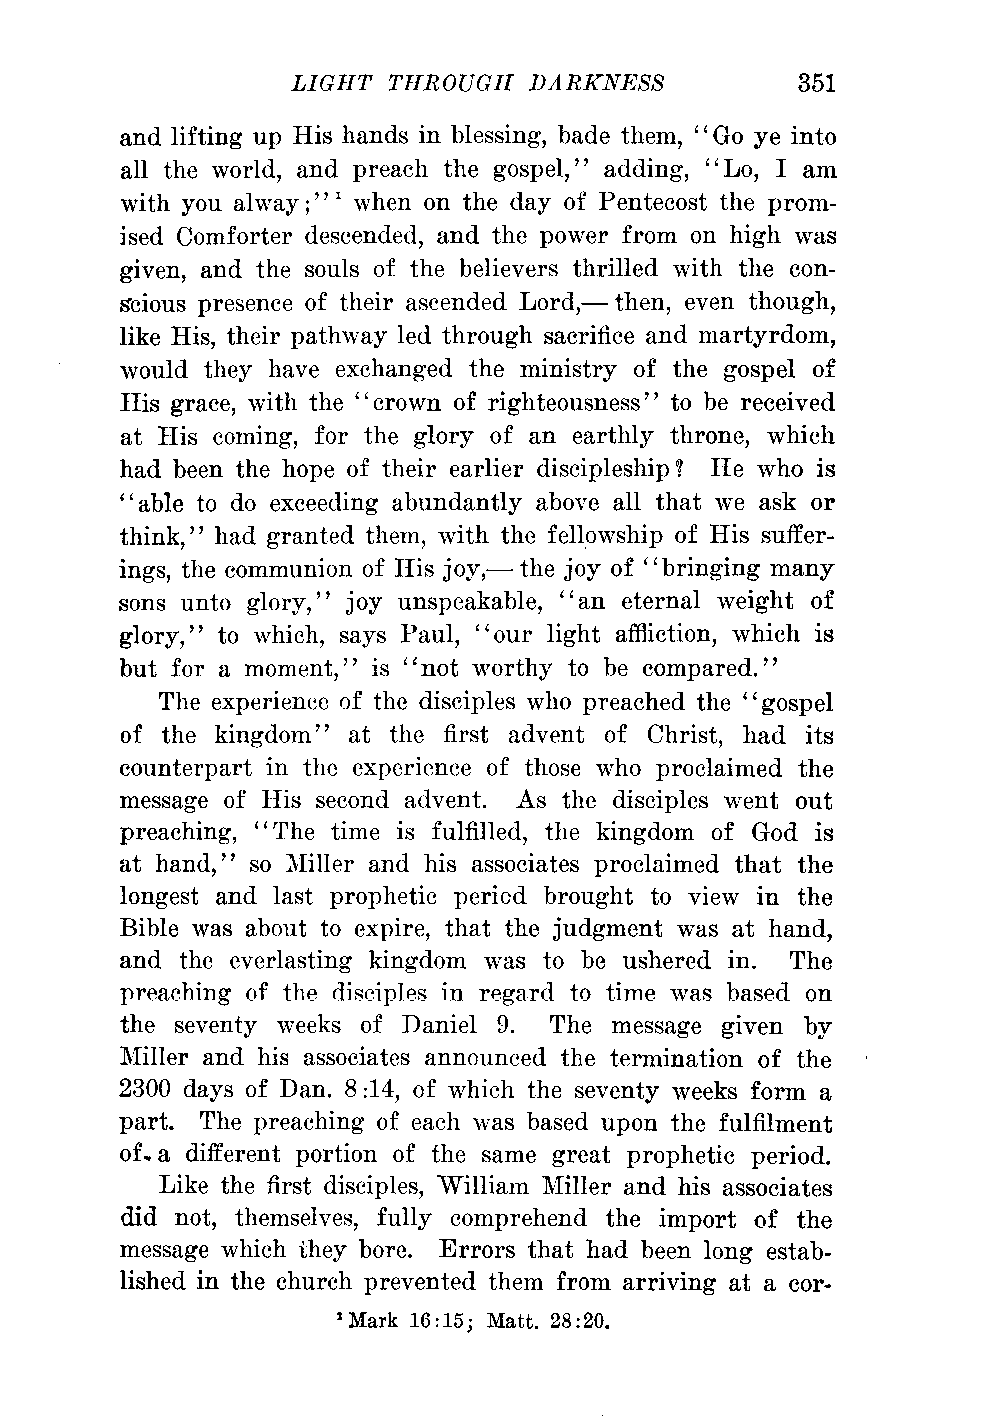 LIGHT THROUGH DARKNESS 351
and lifting up His hands in blessing, bade them, "Go ye into
all the world, and preach the gospel," adding, "Lo, I am
with you alway;"¹ when on the day of Pentecost the prom-
ised Comforter descended, and the power from on high was
given, and the souls of the believers thrilled with the con-
scious presence of their ascended Lord,— then, even though,
like His, their pathway led through sacrifice and martyrdom,
would they have exchanged the ministry of the gospel of
His grace, with the "crown of righteousness" to be received
at His coming, for the glory of an earthly throne, which
had been the hope of their earlier discipleship? He who is
"able to do exceeding abundantly above all that we ask or
think," had granted them, with the fellowship of His suffer-
ings, the communion of His joy,— the joy of "bringing many
sons unto glory," joy unspeakable, "an eternal weight of
glory," to which, says Paul, "our light affliction, which is
but for a moment," is "not worthy to be compared."
The experience of the disciples who preached the "gospel
of the kingdom" at the first advent of Christ, had its
counterpart in the experience of those who proclaimed the
message of His second advent. As the disciples went out
preaching, "The time is fulfilled, the kingdom of God is
at hand," so Miller and his associates proclaimed that the
longest and last prophetic period brought to view in the
Bible was about to expire, that the judgment was at hand,
and the everlasting kingdom was to be ushered in. The
preaching of the disciples in regard to time was based on
the seventy weeks of Daniel 9. The message given by
Miller and his associates announced the termination of the
2300 days of Dan. 8:14, of which the seventy weeks form a
part. The preaching of each was based upon the fulfilment
of a different portion of the same great prophetic period.
Like the first disciples, William Miller and his associates
did not, themselves, fully comprehend the import of the
message which they bore. Errors that had been long estab-
lished in the church prevented them from arriving at a cor-
¹ Mark 16:15; Matt. 28:20.